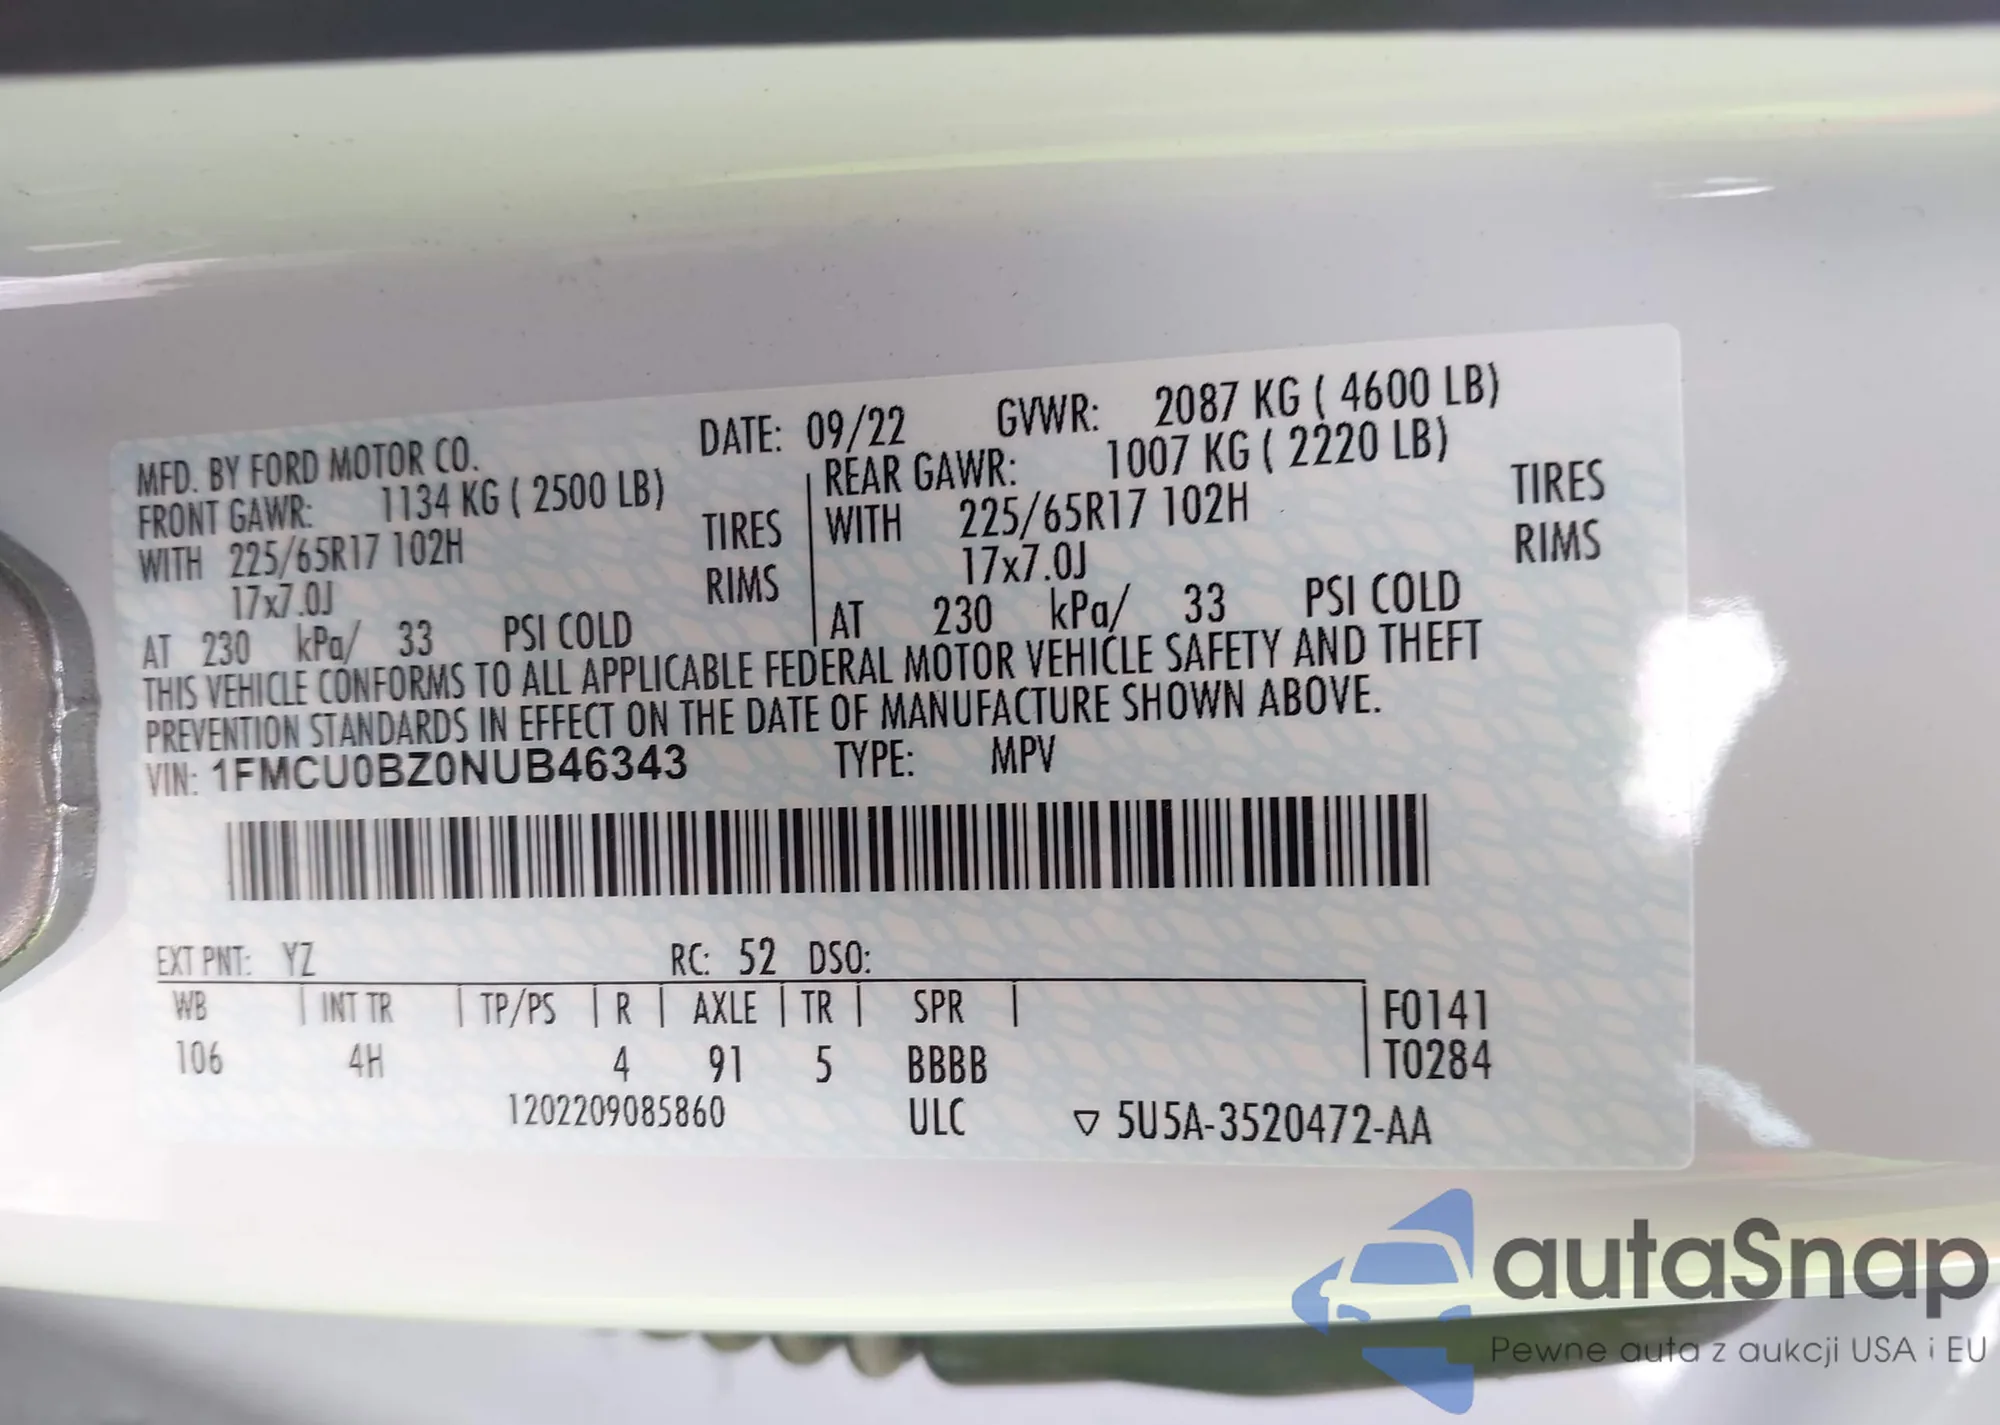 MFD. BY FORD MOTOR CO. DATE: 09/22 GVWR: 2087 KG ( 4600 LB)
FRONT GAWR: 1134 KG ( 2500 LB) REAR GAWR: 1007 KG ( 2220 LB)
WITH 225/65R17 102H TIRES WITH 225/65R17 102H TIRES
17x7.0J RIMS 17x7.0J RIMS
AT 230 kPa/ 33 PSI COLD AT 230 kPa/ 33 PSI COLD
THIS VEHICLE CONFORMS TO ALL APPLICABLE FEDERAL MOTOR VEHICLE SAFETY AND THEFT
PREVENTION STANDARDS IN EFFECT ON THE DATE OF MANUFACTURE SHOWN ABOVE.
VIN: 1FMCU0BZ0NUB46343 TYPE: MPV
EXT PNT: YZ RC: 52 DSO:
WB INT TR TP/PS R AXLE TR SPR F0141
106 4H 4 91 5 BBBB T0284
1202209085860 ULC ▽ 5U5A-3520472-AA
autaSnap
Pewne auta z aukcji USA i EU